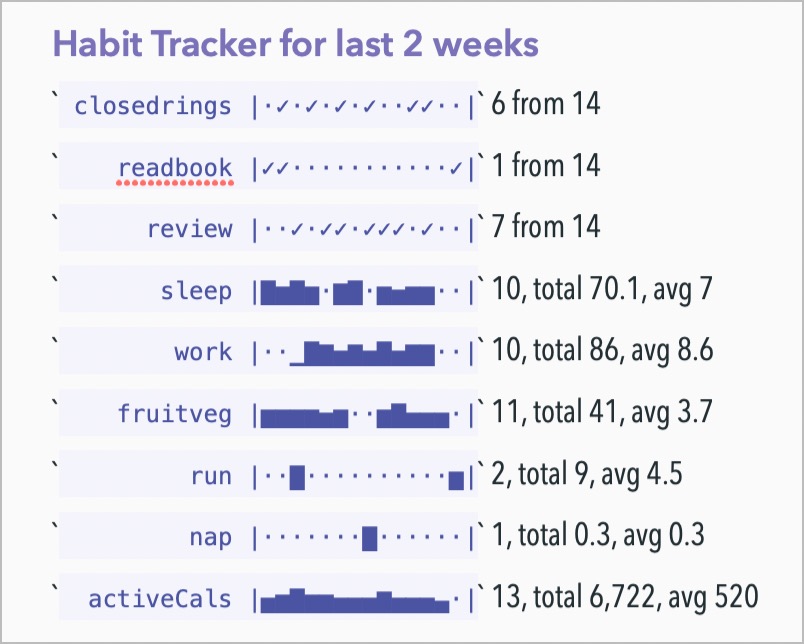 Habit Tracker for last 2 weeks
` closedrings |·✓·✓·✓·✓··✓✓··|` 6 from 14
` readbook |✓✓···········✓|` 1 from 14
` review |··✓·✓✓·✓✓✓·✓··|` 7 from 14
` sleep | |` 10, total 70.1, avg 7
` work | |` 10, total 86, avg 8.6
` fruitveg | |` 11, total 41, avg 3.7
` run | |` 2, total 9, avg 4.5
` nap | |` 1, total 0.3, avg 0.3
` activeCals | |` 13, total 6,722, avg 520